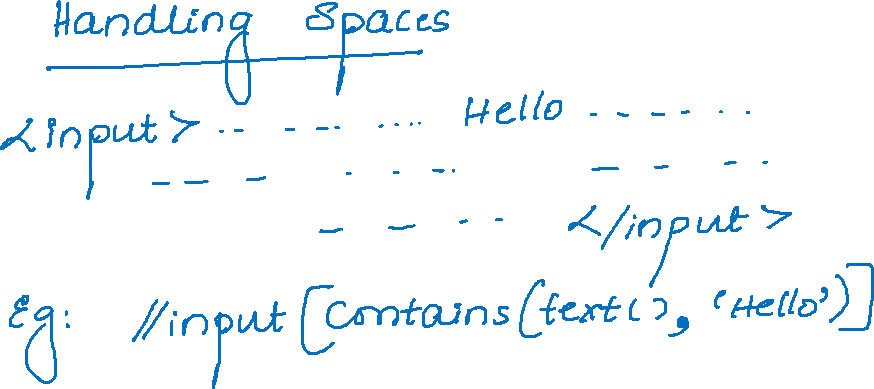 Handling Spaces
<input> .. - -- - .... Hello - - - - - . .
-- - - . - - -. - - - -
- - - - </input>
Eg: //input[Contains(text(), 'Hello')]